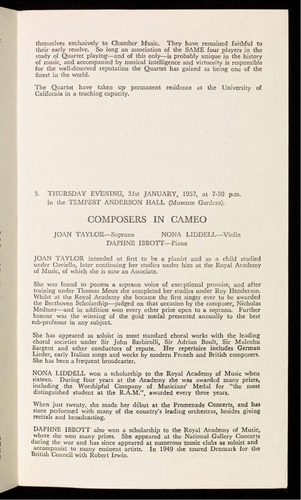 themselves exclusively to Chamber Music. They have remained faithful to
their early resolve. So long an association of the SAME four players in the
study of Quartet playing—and of this only—is probably unique in the history
of music, and accompanied by musical intelligence and virtuosity is responsible
for the well-deserved reputation the Quartet has gained as being one of the
finest in the world.
The Quartet have taken up permanent residence at the University of
California in a teaching capacity.
5. THURSDAY EVENING, 31st JANUARY, 1957, at 7-30 p.m.
in the TEMPEST ANDERSON HALL (Museum Gardens).
COMPOSERS IN CAMEO
JOAN TAYLOR—Soprano NONA LIDDELL—Violin
DAPHNE IBBOTT—Piano
JOAN TAYLOR intended at first to be a pianist and as a child studied
under Coviello, later continuing her studies under him at the Royal Academy
of Music, of which she is now an Associate.
She was found to possess a soprano voice of exceptional promise, and after
training under Thomas Meux she completed her studies under Roy Henderson.
Whilst at the Royal Academy she became the first singer ever to be awarded
the Beethoven Scholarship—judged on that occasion by the composer, Nicholas
Medtner—and in addition won every other prize open to a soprano. Further
honour was the winning of the gold medal presented annually to the best
sub-professor in any subject.
She has appeared as soloist in most standard choral works with the leading
choral societies under Sir John Barbirolli, Sir Adrian Boult, Sir Malcolm
Sargent and other conductors of repute. Her repertoire includes German
Lieder, early Italian songs and works by modern French and British composers.
She has been a frequent broadcaster.
NONA LIDDELL won a scholarship to the Royal Academy of Music when
sixteen. During four years at the Academy she was awarded many prizes,
including the Worshipful Company of Musicians' Medal for "the most
distinguished student at the R.A.M.", awarded every three years.
When just twenty, she made her début at the Promenade Concerts, and has
since performed with many of the country's leading orchestras, besides giving
recitals and broadcasting.
DAPHNE IBBOTT also won a scholarship to the Royal Academy of Music,
where she won many prizes. She appeared at the National Gallery Concerts
during the war and has since appeared at numerous music clubs as soloist and
accompanist to many eminent artists. In 1949 she toured Denmark for the
British Council with Robert Irwin.